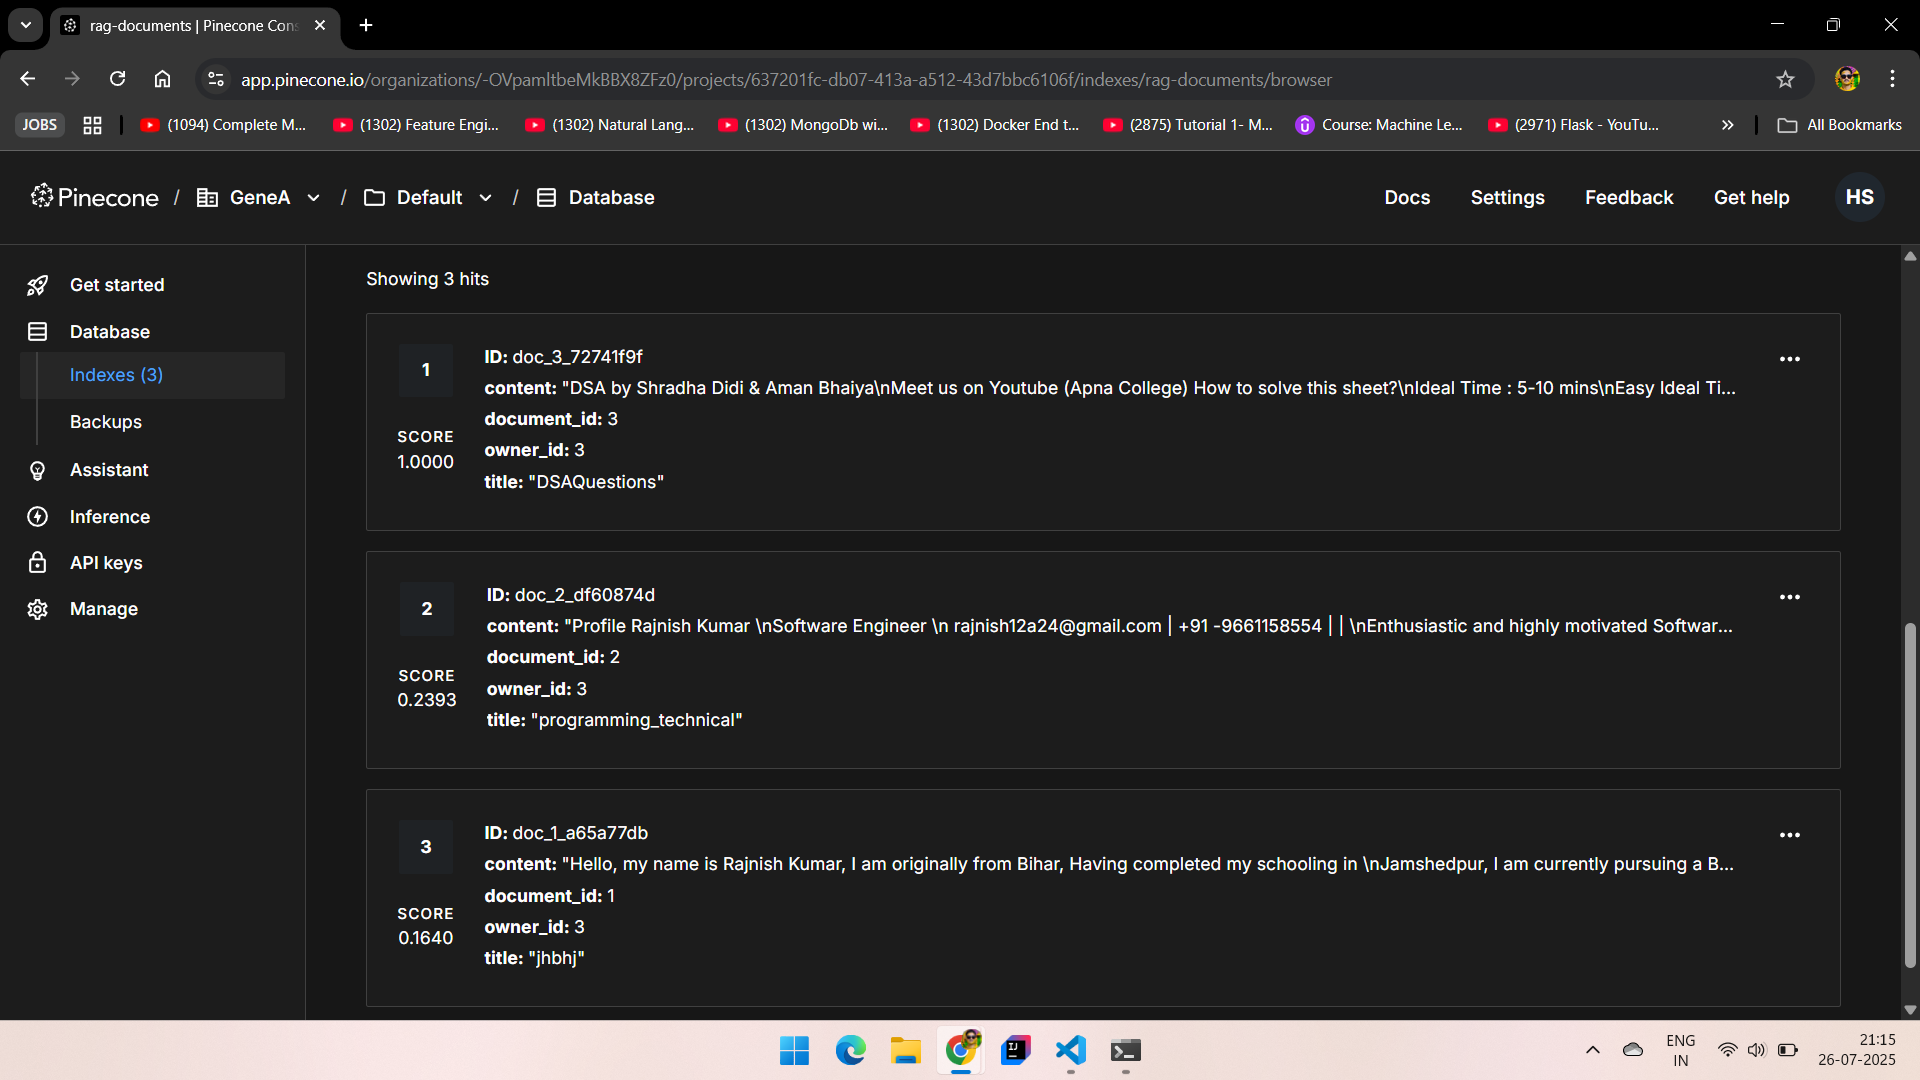 rag-documents | Pinecone Cons
app.pinecone.io/organizations/-OVpamltbeMkBBX8ZFz0/projects/637201fc-db07-413a-a512-43d7bbc6106f/indexes/rag-documents/browser
JOBS (1094) Complete M... (1302) Feature Engi... (1302) Natural Lang... (1302) MongoDb wi... (1302) Docker End t... (2875) Tutorial 1- M... Course: Machine Le... (2971) Flask - YouTu... » All Bookmarks
Pinecone / GeneA / Default / Database Docs Settings Feedback Get help HS
Get started
Database
Indexes (3)
Backups
Assistant
Inference
API keys
Manage
Showing 3 hits
1
SCORE
1.0000
ID: doc_3_72741f9f
content: "DSA by Shradha Didi & Aman Bhaiya\nMeet us on Youtube (Apna College) How to solve this sheet?\nIdeal Time : 5-10 mins\nEasy Ideal Ti...
document_id: 3
owner_id: 3
title: "DSAQuestions"
2
SCORE
0.2393
ID: doc_2_df60874d
content: "Profile Rajnish Kumar \nSoftware Engineer \n rajnish12a24@gmail.com | +91 -9661158554 | | \nEnthusiastic and highly motivated Softwar...
document_id: 2
owner_id: 3
title: "programming_technical"
3
SCORE
0.1640
ID: doc_1_a65a77db
content: "Hello, my name is Rajnish Kumar, I am originally from Bihar, Having completed my schooling in \nJamshedpur, I am currently pursuing a B...
document_id: 1
owner_id: 3
title: "jhbhj"
IJ
ENG
IN
21:15
26-07-2025